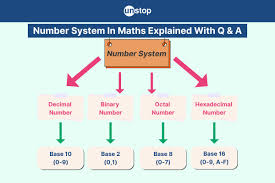 unstop
Number System In Maths Explained With Q & A
Number System
Decimal
Number
Binary
Number
Octal
Number
Hexadecimal
Number
Base 10
(0-9)
Base 2
(0,1)
Base 8
(0-7)
Base 16
(0-9, A-F)